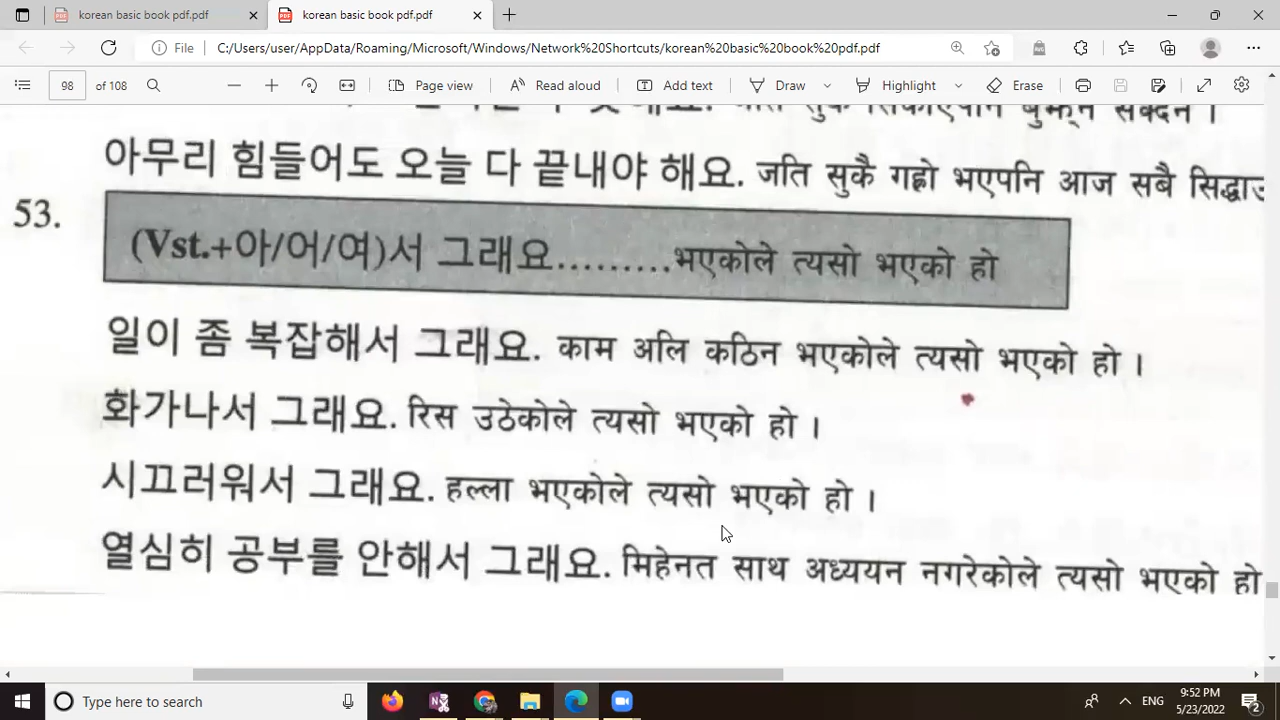 korean basic book pdf.pdf
korean basic book pdf.pdf
File C:/Users/user/AppData/Roaming/Microsoft/Windows/Network%20Shortcuts/korean%20basic%20book%20pdf.pdf
98 of 108 Page view Read aloud Add text Draw Highlight Erase
아무리 힘들어도 오늘 다 끝내야 해요. जति सुकै गह्रो भएपनि आज सबै
53. (Vst.+아/어/여)서 그래요.........भएकोले त्यसो भएको हो
일이 좀 복잡해서 그래요. काम अलि कठिन भएकोले त्यसो भएको हो ।
화가나서 그래요. रिस उठेकोले त्यसो भएको हो ।
시끄러워서 그래요. हल्ला भएकोले त्यसो भएको हो ।
열심히 공부를 안해서 그래요. मिहेनत साथ अध्ययन नगरेकोले त्यसो भएको हो
Type here to search
ENG 9:52 PM
5/23/2022
2